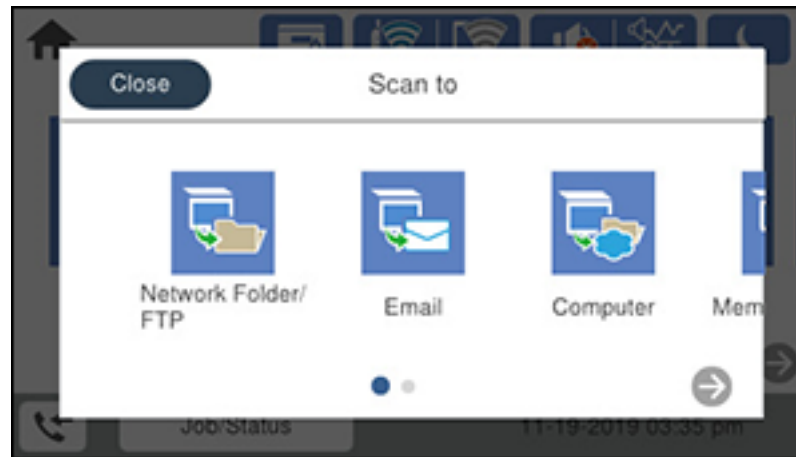 Close
Scan to
Network Folder/
FTP
Email
Computer
Mem
Job/Status
11-19-2019 03:35 pm